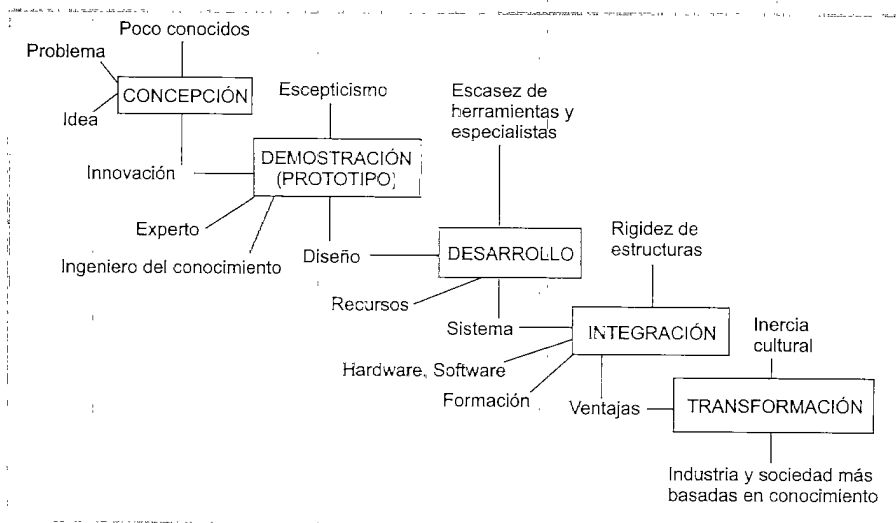 Poco conocidos
Problema
CONCEPCIÓN
Idea
Escepticismo
Innovación
DEMOSTRACIÓN
(PROTOTIPO)
Experto
Ingeniero del conocimiento
Escasez de
herramientas y
especialistas
Diseño
DESARROLLO
Recursos
Rigidez de
estructuras
Sistema
INTEGRACIÓN
Hardware, Software
Formación
Inercia
cultural
Ventajas
TRANSFORMACIÓN
Industria y sociedad más
basadas en conocimiento